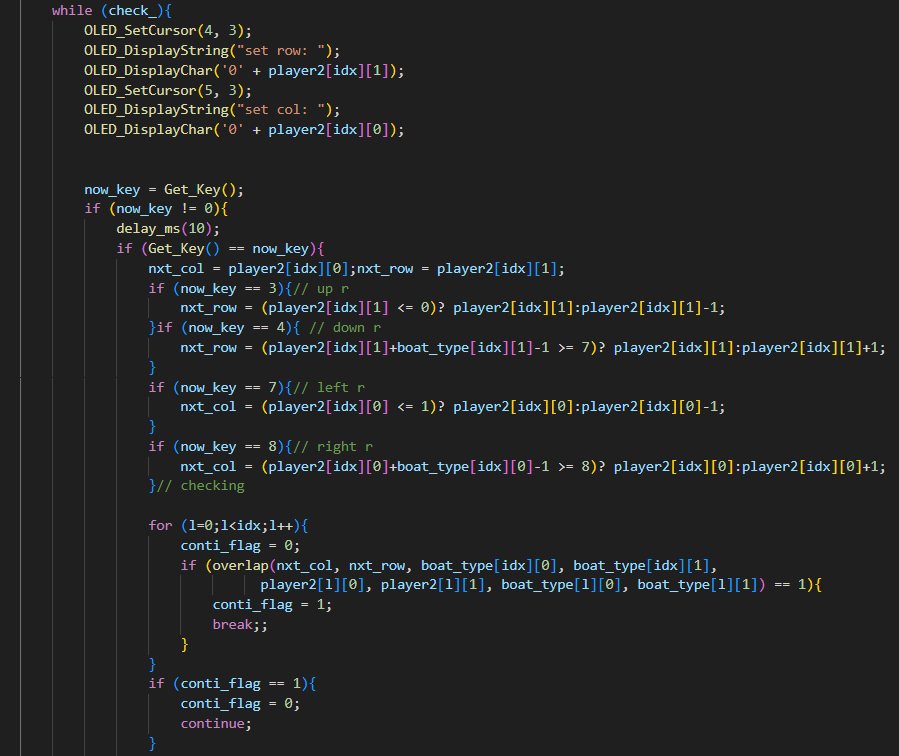 while (check_){
OLED_SetCursor(4, 3);
OLED_DisplayString("set row: ");
OLED_DisplayChar('0' + player2[idx][1]);
OLED_SetCursor(5, 3);
OLED_DisplayString("set col: ");
OLED_DisplayChar('0' + player2[idx][0]);
now_key = Get_Key();
if (now_key != 0){
delay_ms(10);
if (Get_Key() == now_key){
nxt_col = player2[idx][0];nxt_row = player2[idx][1];
if (now_key == 3){// up r
nxt_row = (player2[idx][1] <= 0)? player2[idx][1]:player2[idx][1]-1;
}if (now_key == 4){ // down r
nxt_row = (player2[idx][1]+boat_type[idx][1]-1 >= 7)? player2[idx][1]:player2[idx][1]+1;
}
if (now_key == 7){// left r
nxt_col = (player2[idx][0] <= 1)? player2[idx][0]:player2[idx][0]-1;
}
if (now_key == 8){// right r
nxt_col = (player2[idx][0]+boat_type[idx][0]-1 >= 8)? player2[idx][0]:player2[idx][0]+1;
}// checking
for (l=0;l<idx;l++){
conti_flag = 0;
if (overlap(nxt_col, nxt_row, boat_type[idx][0], boat_type[idx][1],
player2[l][0], player2[l][1], boat_type[l][0], boat_type[l][1]) == 1){
conti_flag = 1;
break;;
}
}
if (conti_flag == 1){
conti_flag = 0;
continue;
}